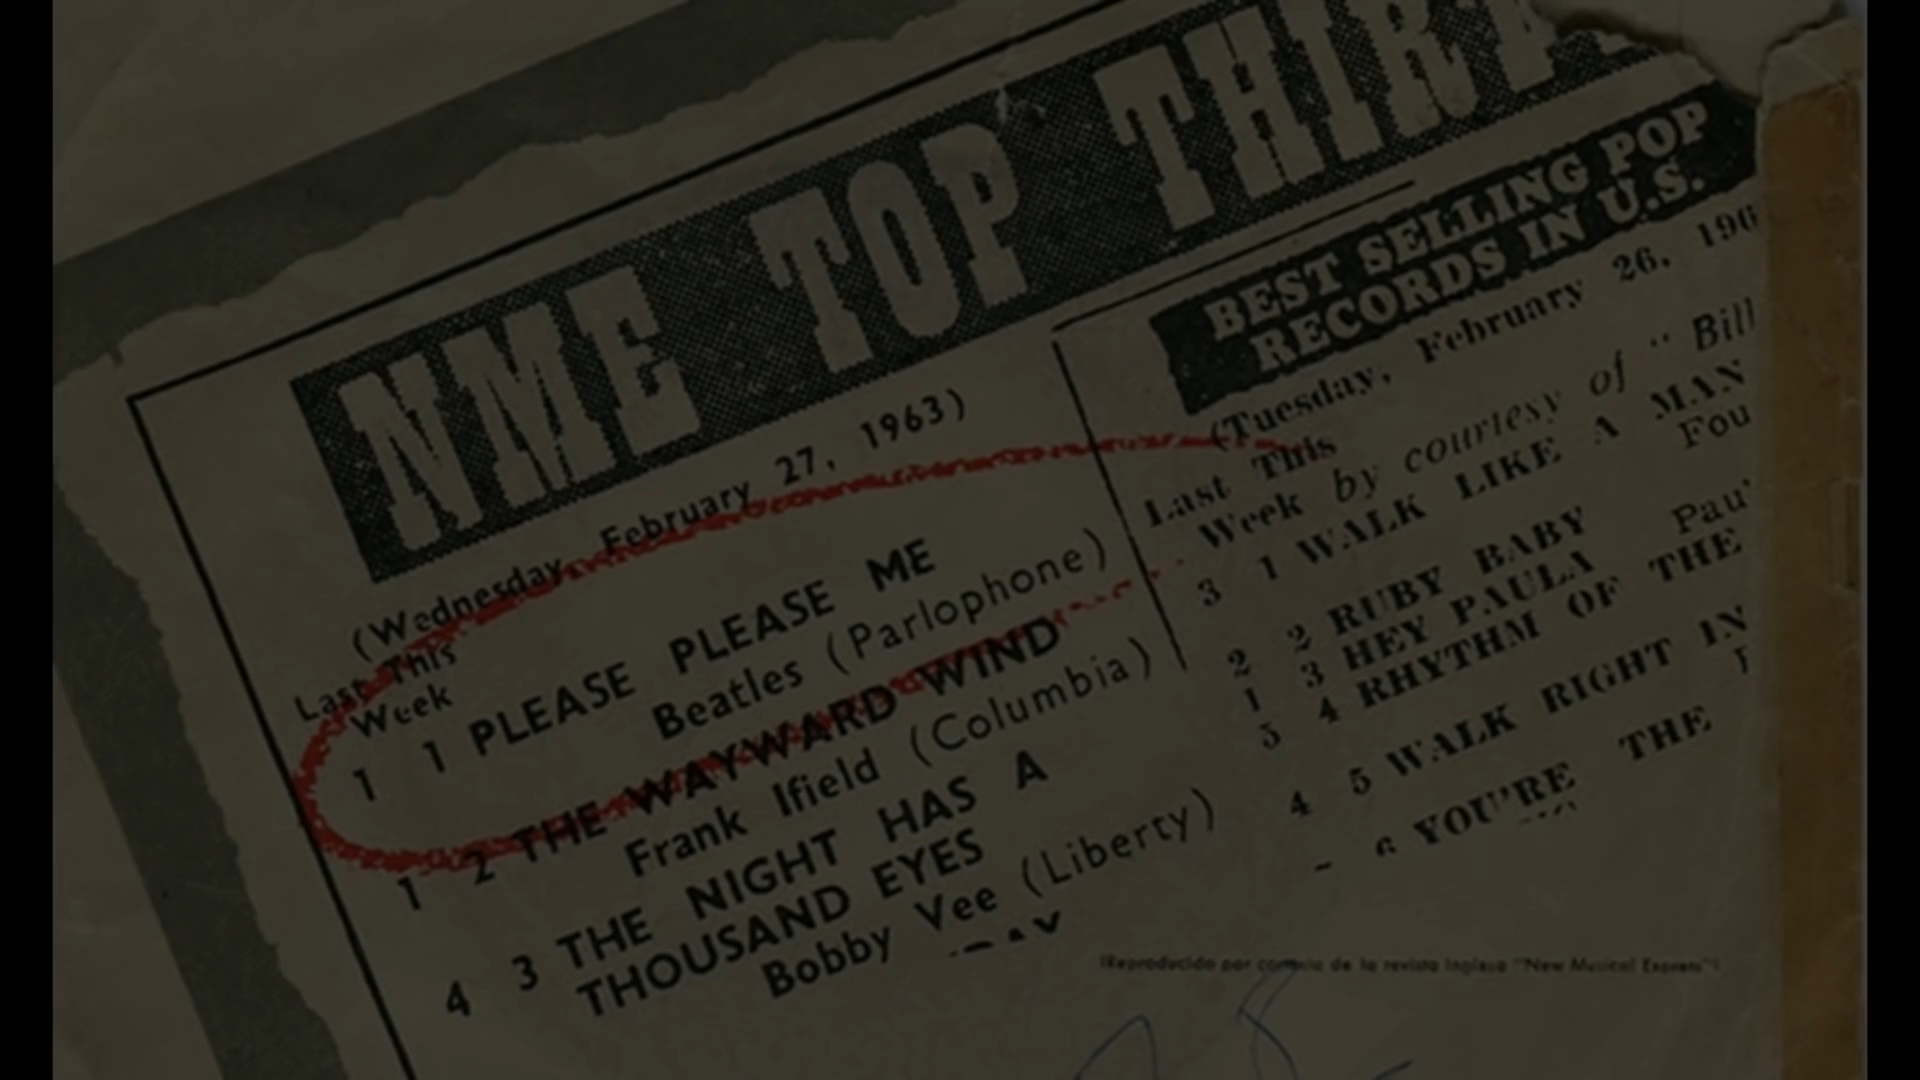 NME TOP
(Wednesday, February 27, 1963)
Last This
Week
1 1 PLEASE PLEASE ME
Beatles (Parlophone)
1 2 THE WAYWARD WIND
Frank Ifield (Columbia)
4 3 THE NIGHT HAS A
THOUSAND EYES
Bobby Vee (Liberty)
BEST SELLING POP
RECORDS IN U.S.
(Tuesday, February 26, 196
Last This
Week by courtesy of "Bill
3 1 WALK LIKE A MAN
Fou
2 2 RUBY BABY
1 3 HEY PAULA Pau
5 4 RHYTHM OF THE
4 5 WALK RIGHT IN
- 6 YOU'RE THE
(Reproducido por de la revista inglesa "New Musical Express")